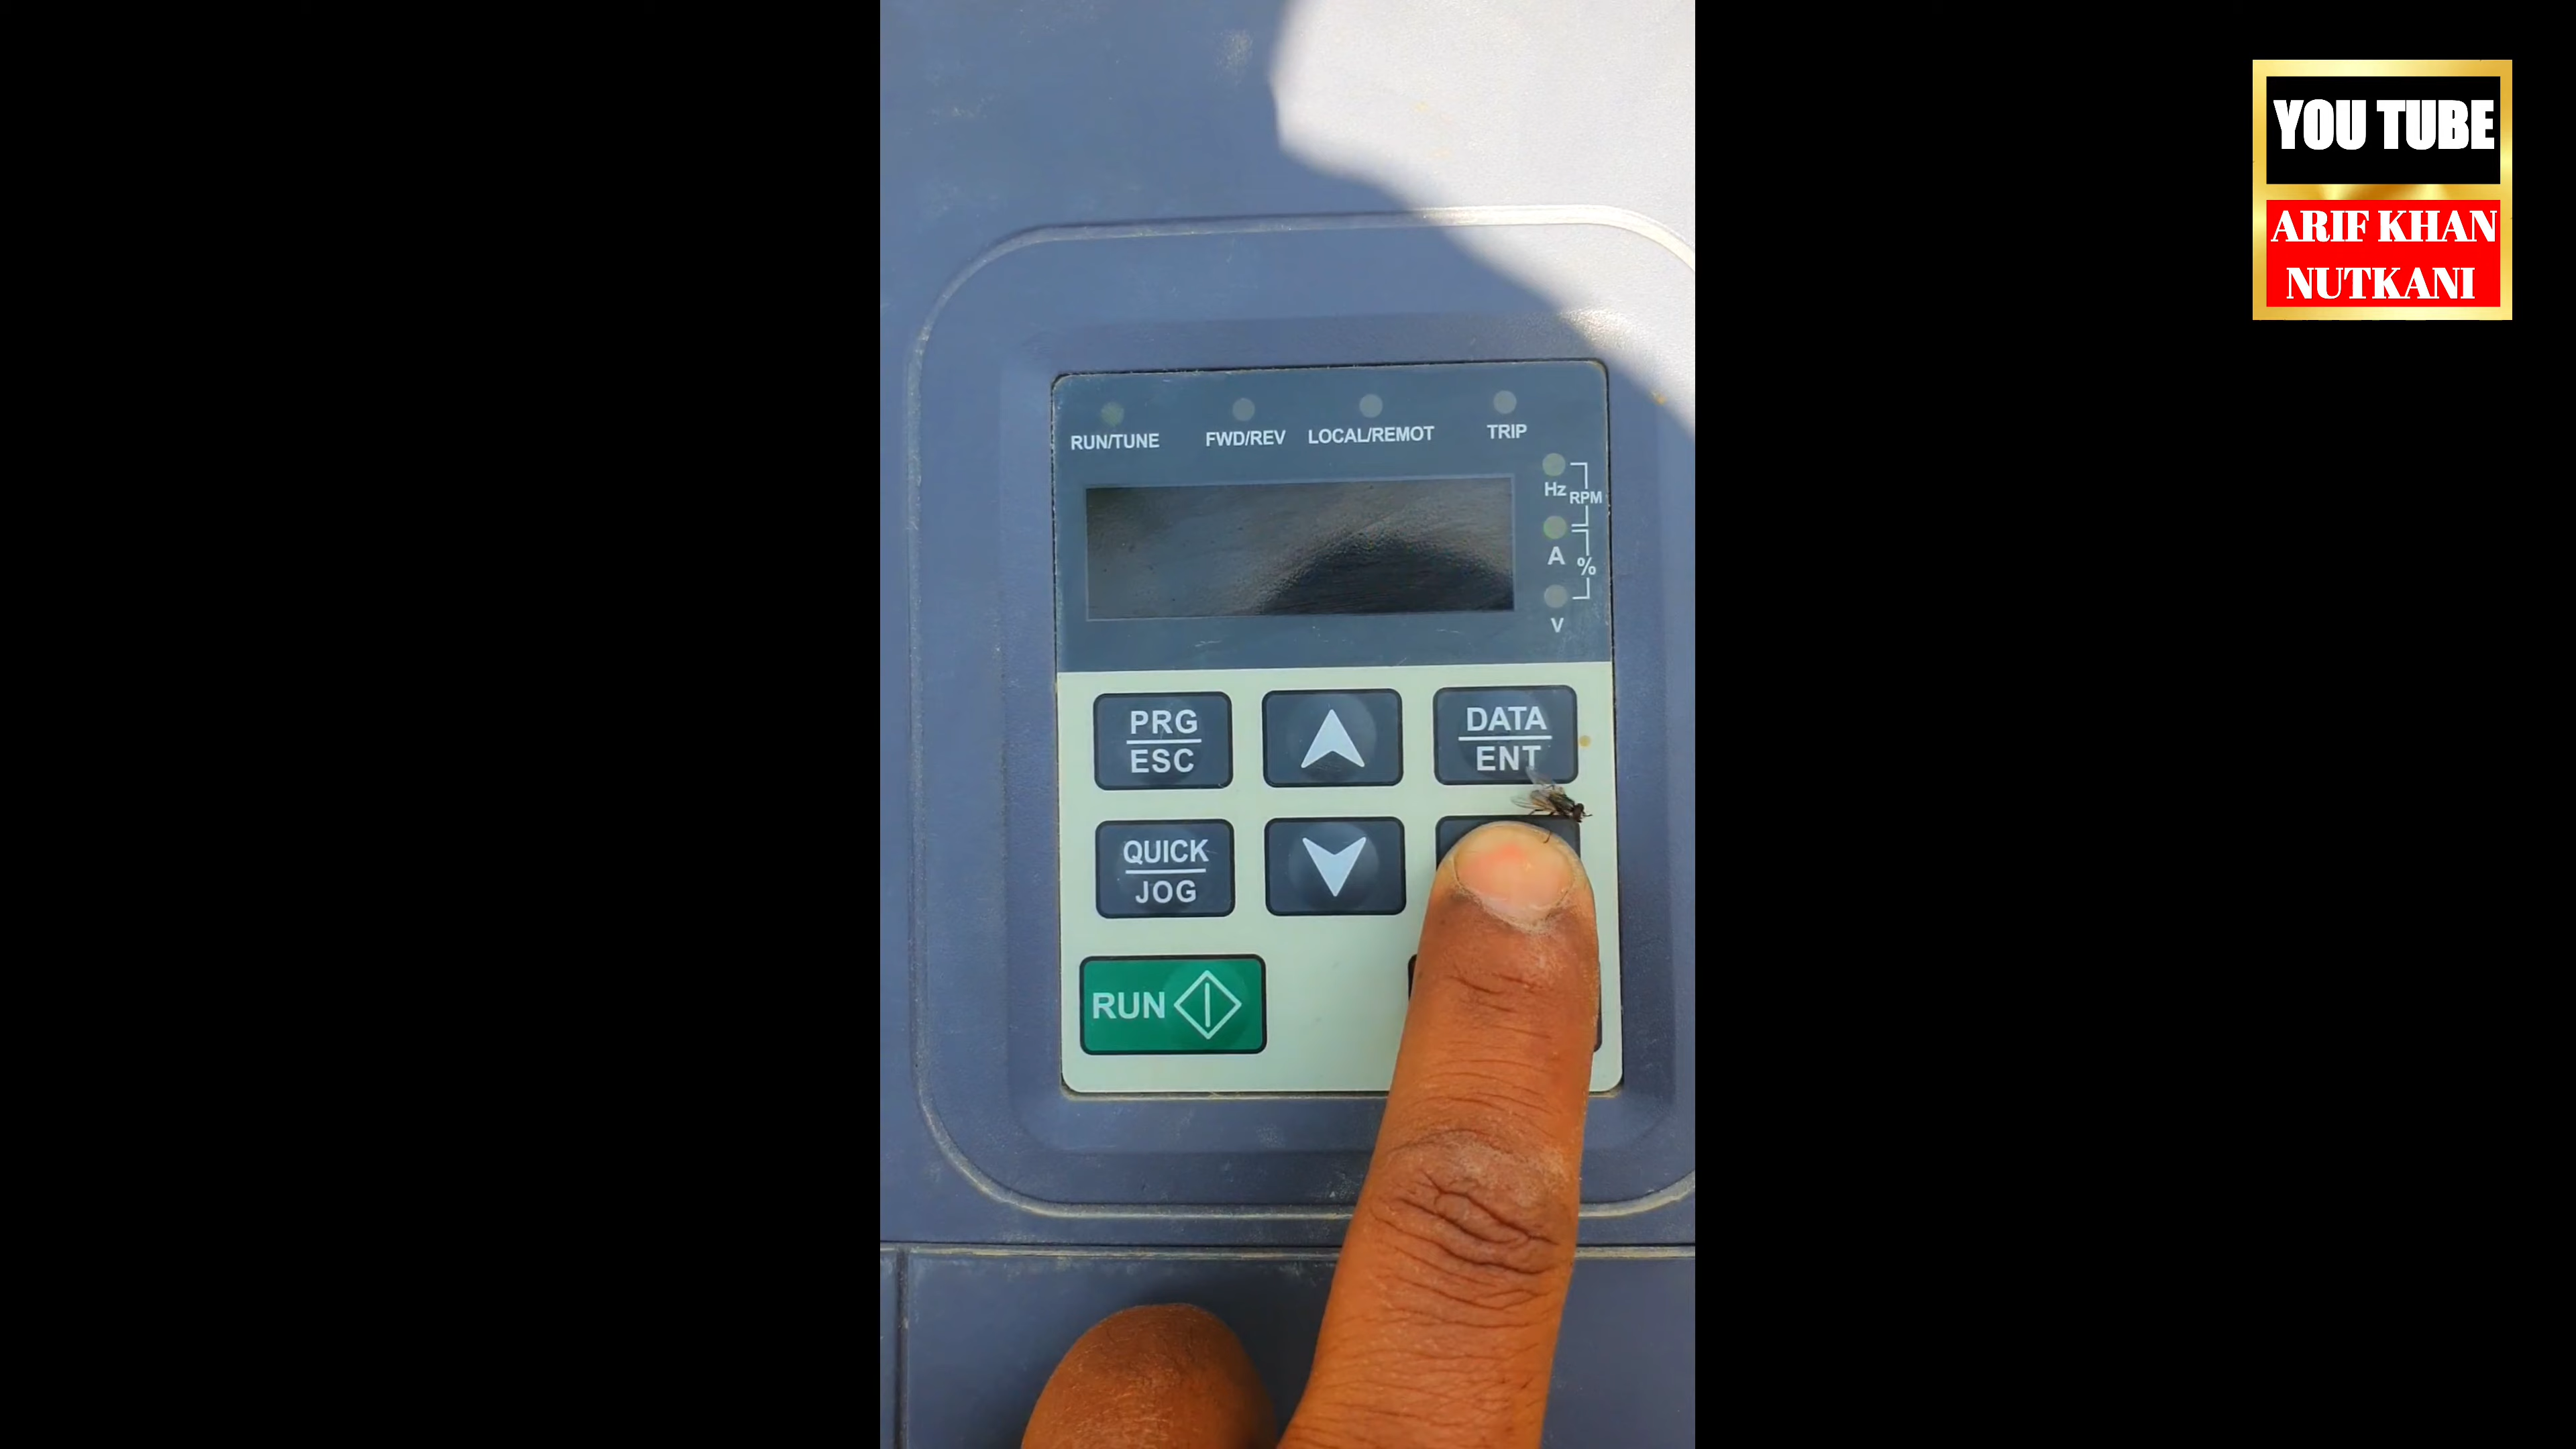 YOU TUBE
ARIF KHAN
NUTKANI
RUN/TUNE FWD/REV LOCAL/REMOT TRIP
Hz RPM
A %
V
PRG
ESC
DATA
ENT
QUICK
JOG
RUN